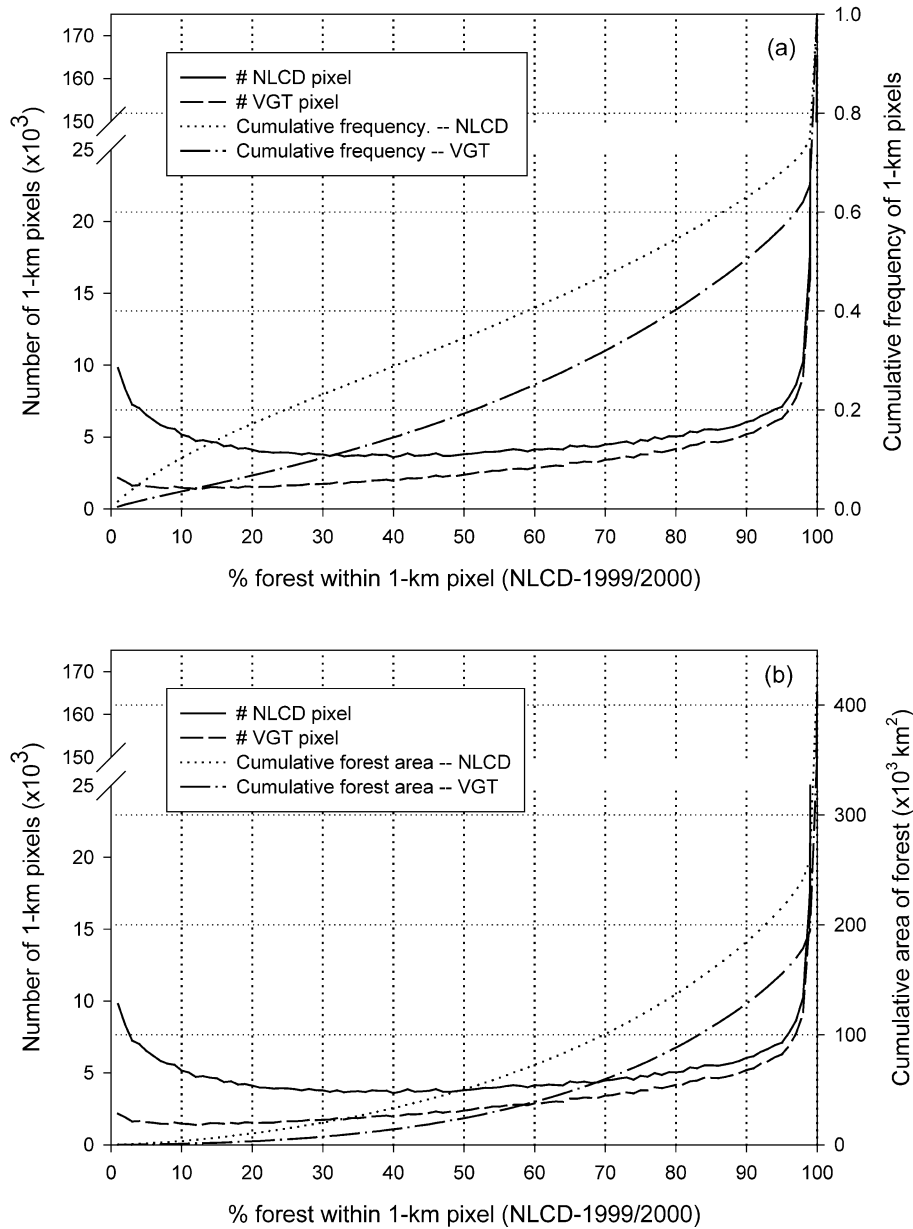 (a)
# NLCD pixel
# VGT pixel
Cumulative frequency. -- NLCD
Cumulative frequency -- VGT
Number of 1-km pixels (x10³)
170
160
150
25
20
15
10
5
0
Cumulative frequency of 1-km pixels
1.0
0.8
0.6
0.4
0.2
0.0
0 10 20 30 40 50 60 70 80 90 100
% forest within 1-km pixel (NLCD-1999/2000)
(b)
# NLCD pixel
# VGT pixel
Cumulative forest area -- NLCD
Cumulative forest area -- VGT
Number of 1-km pixels (x10³)
170
160
150
25
20
15
10
5
0
Cumulative area of forest (x10³ km²)
400
300
200
100
0
0 10 20 30 40 50 60 70 80 90 100
% forest within 1-km pixel (NLCD-1999/2000)